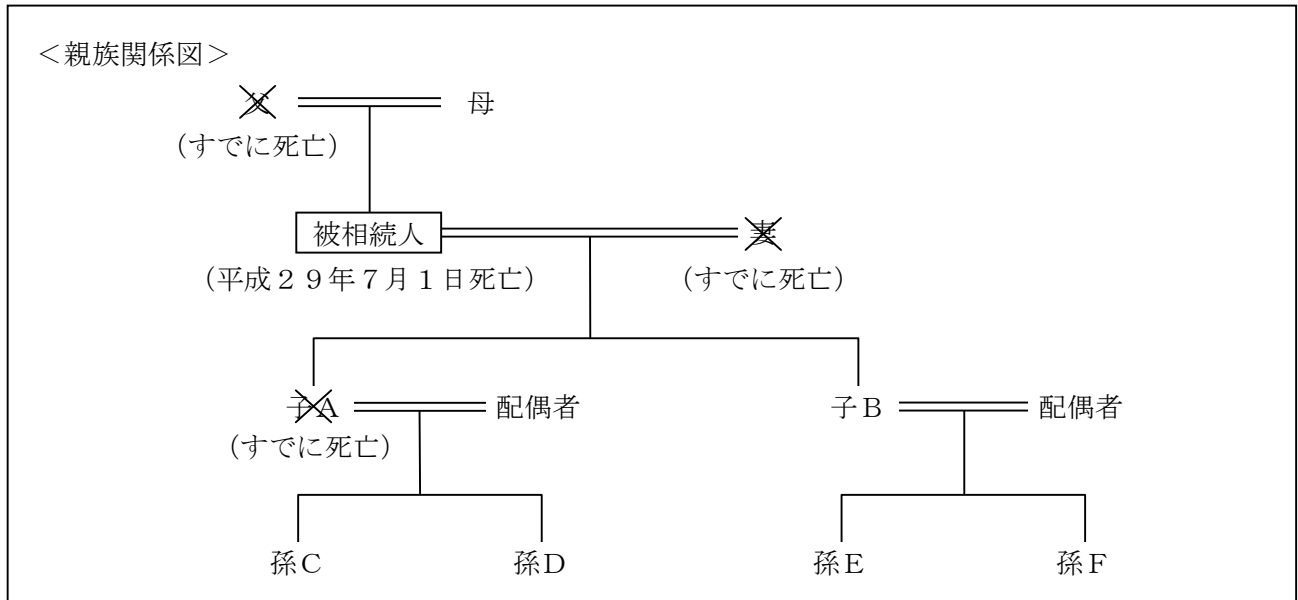 ＜親族関係図＞
父 母
(すでに死亡)
被相続人 妻
(平成２９年７月１日死亡) (すでに死亡)
子Ａ 配偶者 子Ｂ 配偶者
(すでに死亡)
孫Ｃ 孫Ｄ 孫Ｅ 孫Ｆ